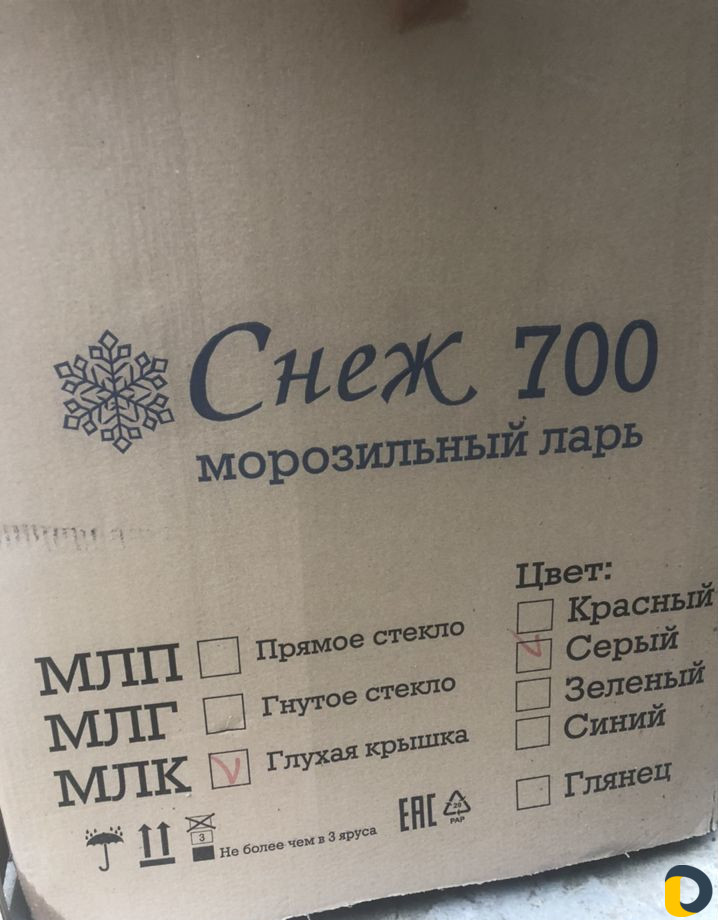 Снеж 700
морозильный ларь
Цвет:
Красный
Серый
Зеленый
Синий
Глянец
МЛП Прямое стекло
МЛГ Гнутое стекло
МЛК Глухая крышка
3
Не более чем в 3 яруса
EAC
20
PAP